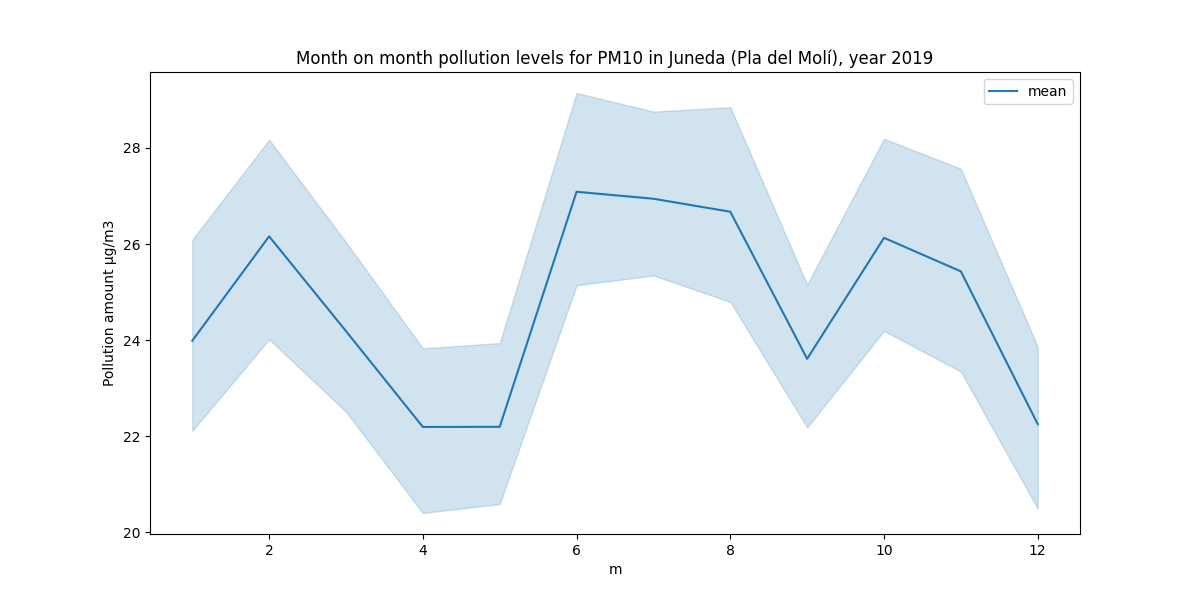 Month on month pollution levels for PM10 in Juneda (Pla del Molí), year 2019
mean
Pollution amount µg/m3
28
26
24
22
20
2 4 6 8 10 12
m